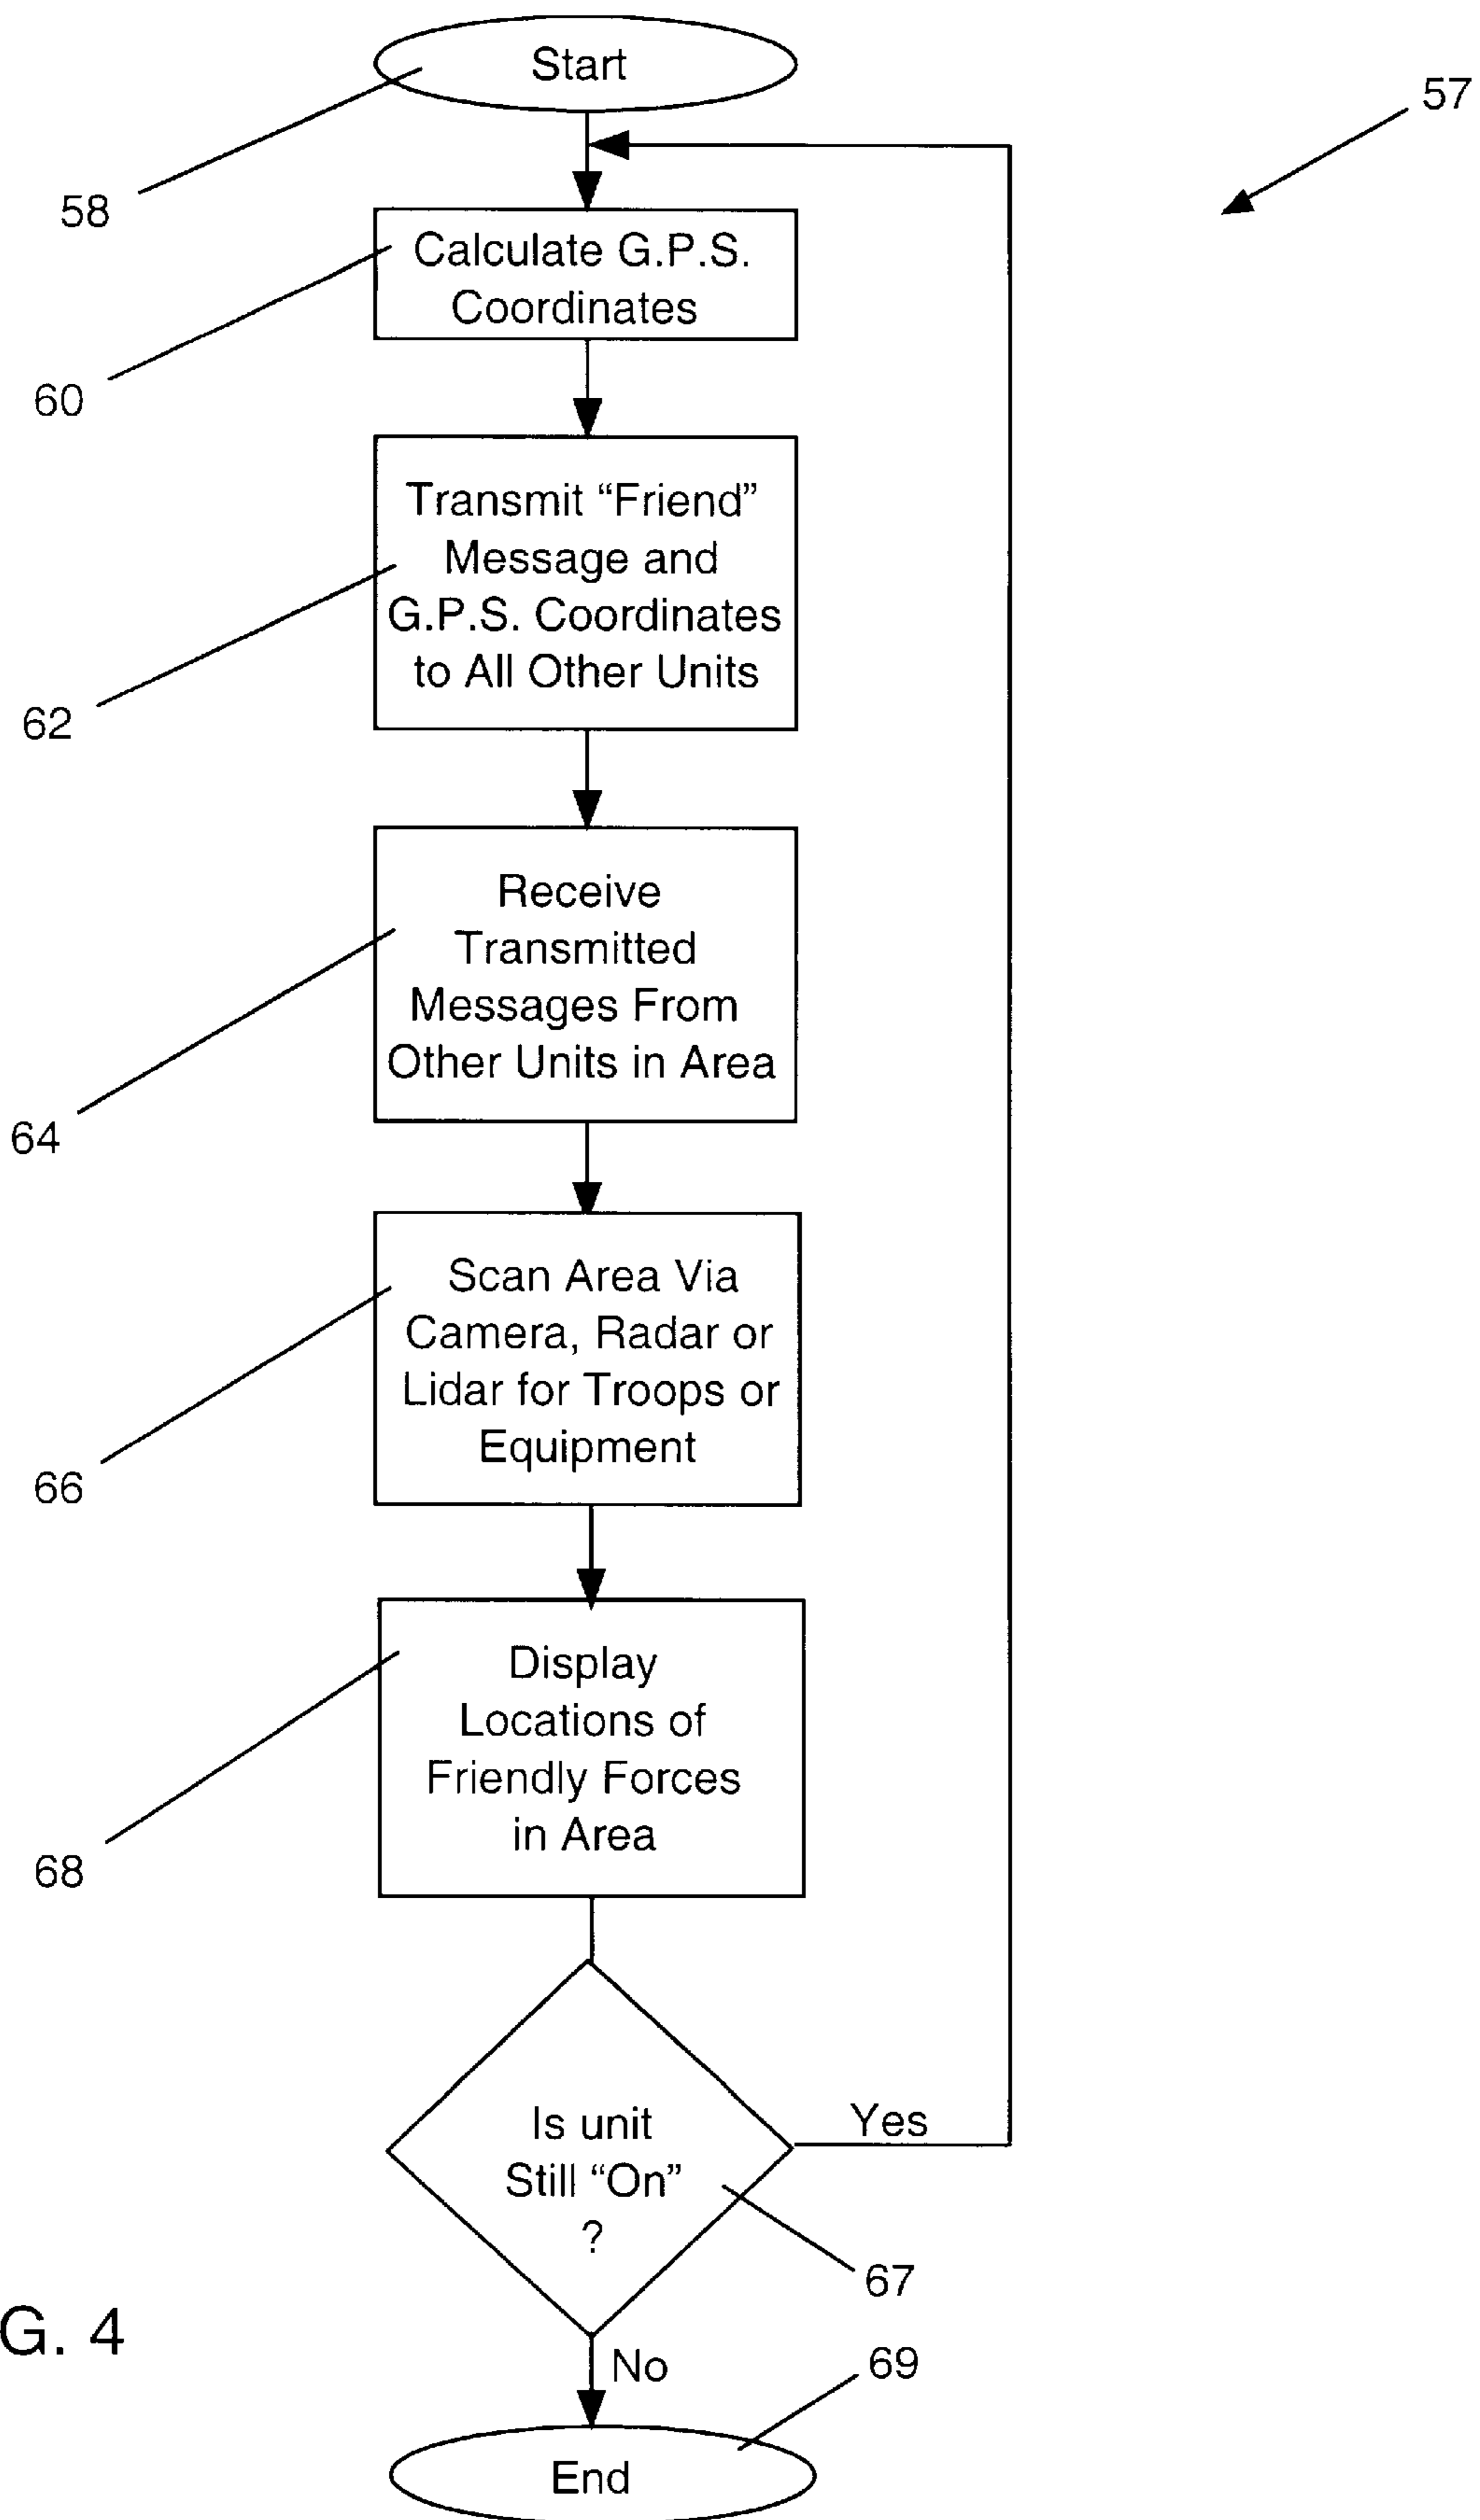 Start
57
58
Calculate G.P.S.
Coordinates
60
Transmit “Friend”
Message and
G.P.S. Coordinates
to All Other Units
62
Receive
Transmitted
Messages From
Other Units in Area
64
Scan Area Via
Camera, Radar or
Lidar for Troops or
Equipment
66
Display
Locations of
Friendly Forces
in Area
68
Is unit
Still “On”
?
Yes
67
G. 4
No
69
End